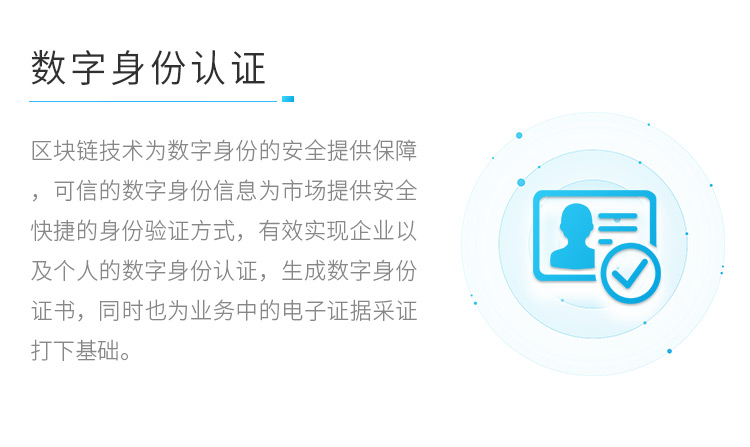 数字身份认证
区块链技术为数字身份的安全提供保障
，可信的数字身份信息为市场提供安全
快捷的身份验证方式，有效实现企业以
及个人的数字身份认证，生成数字身份
证书，同时也为业务中的电子证据采证
打下基础。